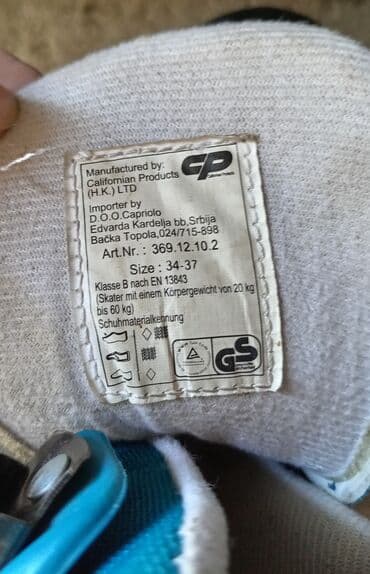 Manufactured by:
Californian Products
(H.K.) LTD
CP
Importer by
D.O.O.Capriolo
Edvarda Kardelja bb,Srbija
Bačka Topola,024/715-898
Art.Nr.: 369.12.10.2
Size : 34-37
Klasse B nach EN 13843
(Skater mit einem Körpergewicht von 20 kg
bis 60 kg)
Schuhmaterialkennung
GS